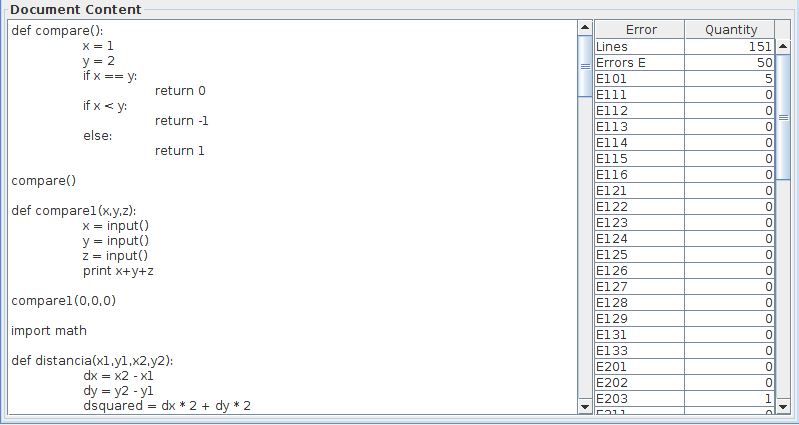 Document Content
def compare():
x = 1
y = 2
if x == y:
return 0
if x < y:
return -1
else:
return 1
compare()
def compare1(x,y,z):
x = input()
y = input()
z = input()
print x+y+z
compare1(0,0,0)
import math
def distancia(x1,y1,x2,y2):
dx = x2 - x1
dy = y2 - y1
dsquared = dx * 2 + dy * 2
Error Quantity
Lines 151
Errors E 50
E101 5
E111 0
E112 0
E113 0
E114 0
E115 0
E116 0
E121 0
E122 0
E123 0
E124 0
E125 0
E126 0
E127 0
E128 0
E129 0
E131 0
E133 0
E201 0
E202 0
E203 1
E211 0